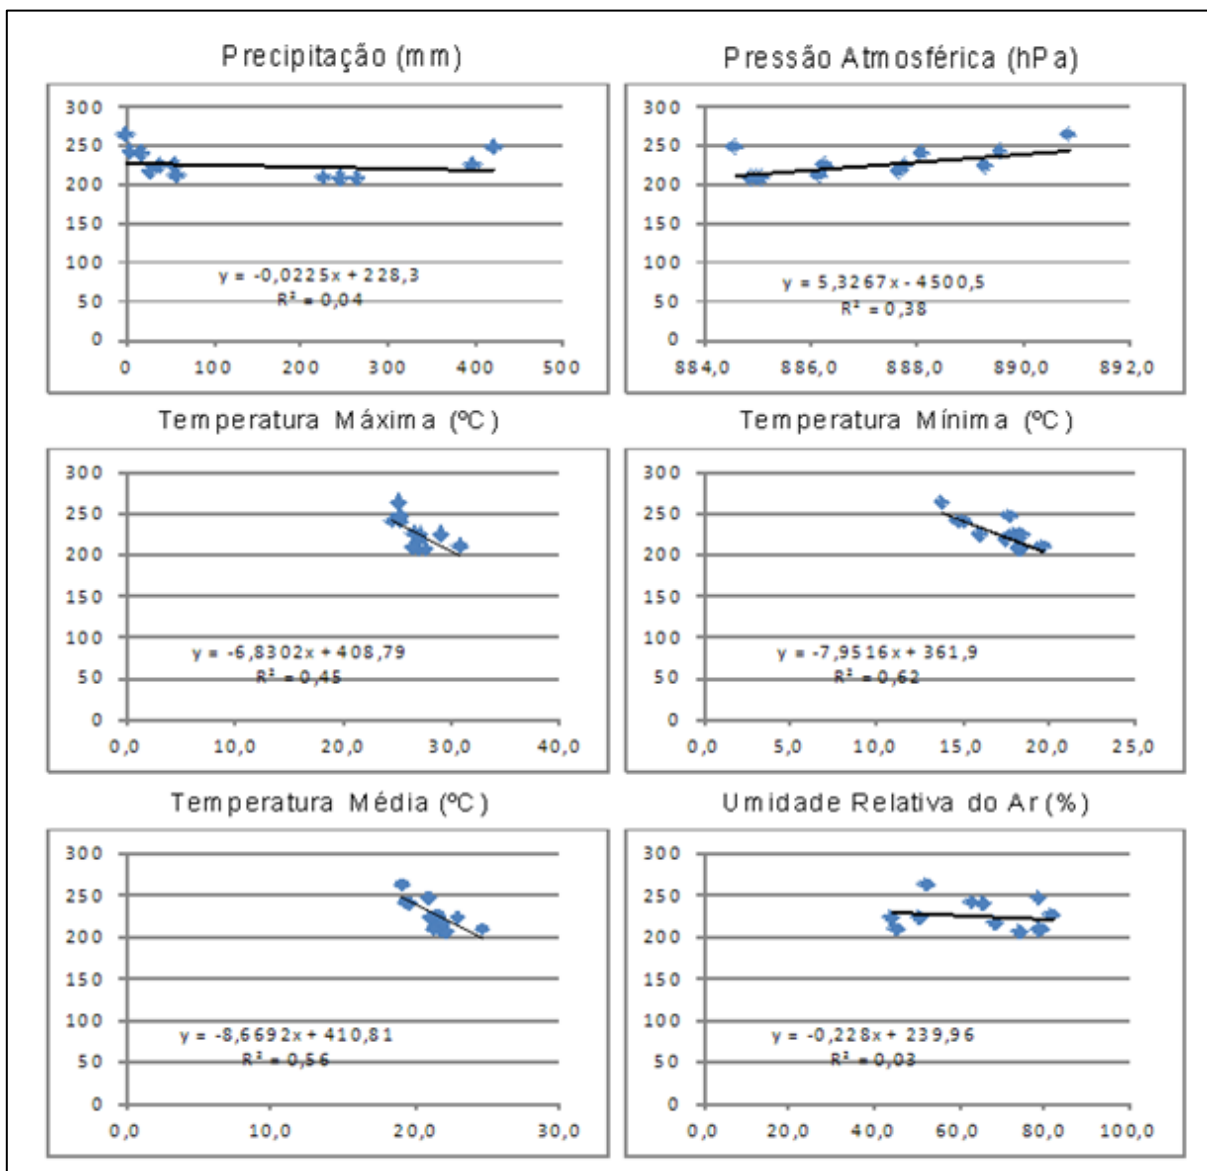 Precipitação (mm)
300
250
200
150
100
50
0
y = -0,0225x + 228,3
R² = 0,04
0 100 200 300 400 500
Pressão Atmosférica (hPa)
300
250
200
150
100
50
0
y = 5,3267x - 4500,5
R² = 0,38
884,0 886,0 888,0 890,0 892,0
Temperatura Máxima (ºC)
300
250
200
150
100
50
0
y = -6,8302x + 408,79
R² = 0,45
0,0 10,0 20,0 30,0 40,0
Temperatura Mínima (ºC)
300
250
200
150
100
50
0
y = -7,9516x + 361,9
R² = 0,62
0,0 5,0 10,0 15,0 20,0 25,0
Temperatura Média (ºC)
300
250
200
150
100
50
0
y = -8,6692x + 410,81
R² = 0,56
0,0 10,0 20,0 30,0
Umidade Relativa do Ar (%)
300
250
200
150
100
50
0
y = -0,228x + 239,96
R² = 0,03
0,0 20,0 40,0 60,0 80,0 100,0